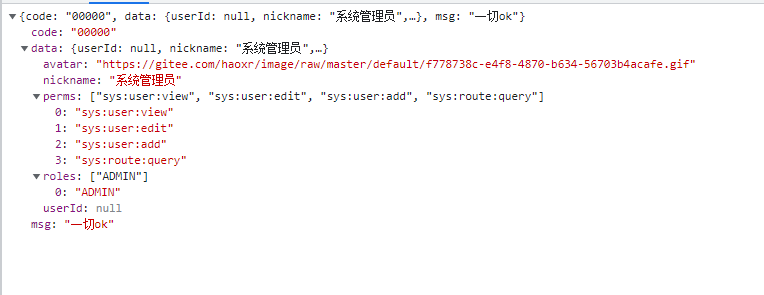 {code: "00000", data: {userId: null, nickname: "系统管理员",…}, msg: "一切ok"}
code: "00000"
data: {userId: null, nickname: "系统管理员",…}
avatar: "https://gitee.com/haoxr/image/raw/master/default/f778738c-e4f8-4870-b634-56703b4acafe.gif"
nickname: "系统管理员"
perms: ["sys:user:view", "sys:user:edit", "sys:user:add", "sys:route:query"]
0: "sys:user:view"
1: "sys:user:edit"
2: "sys:user:add"
3: "sys:route:query"
roles: ["ADMIN"]
0: "ADMIN"
userId: null
msg: "一切ok"